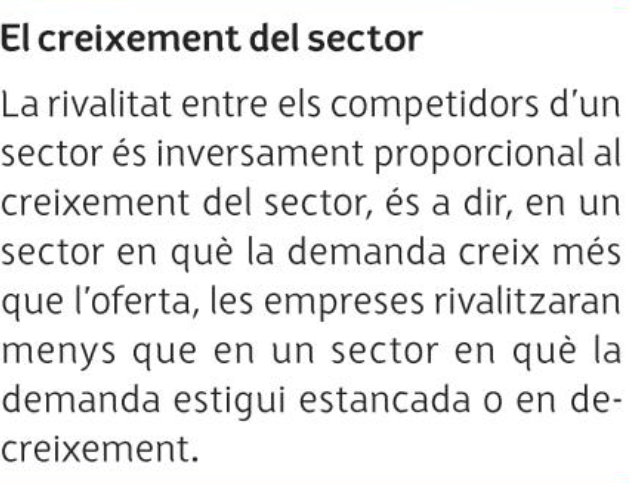 El creixement del sector
La rivalitat entre els competidors d’un
sector és inversament proporcional al
creixement del sector, és a dir, en un
sector en què la demanda creix més
que l’oferta, les empreses rivalitzaran
menys que en un sector en què la
demanda estigui estancada o en de-
creixement.